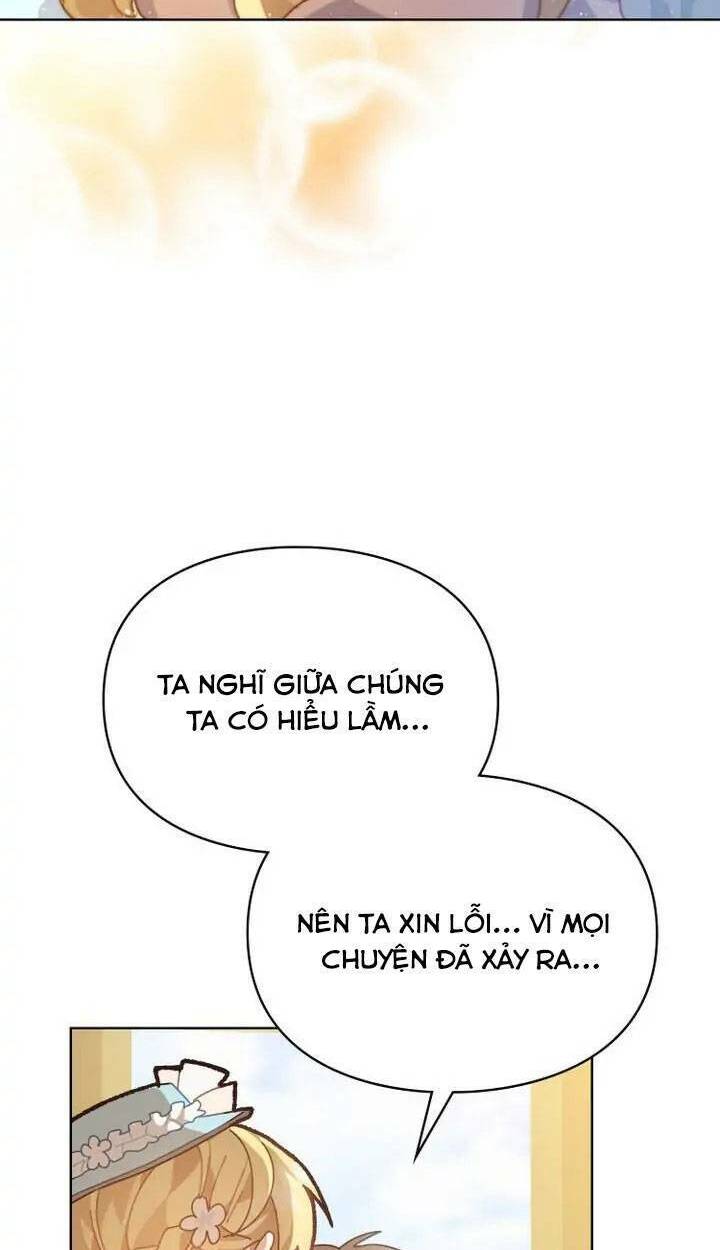 TA NGHĨ GIỮA CHÚNG
TA CÓ HIỂU LẦM...
NÊN TA XIN LỖI... VÌ MỌI
CHUYỆN ĐÃ XẢY RA...